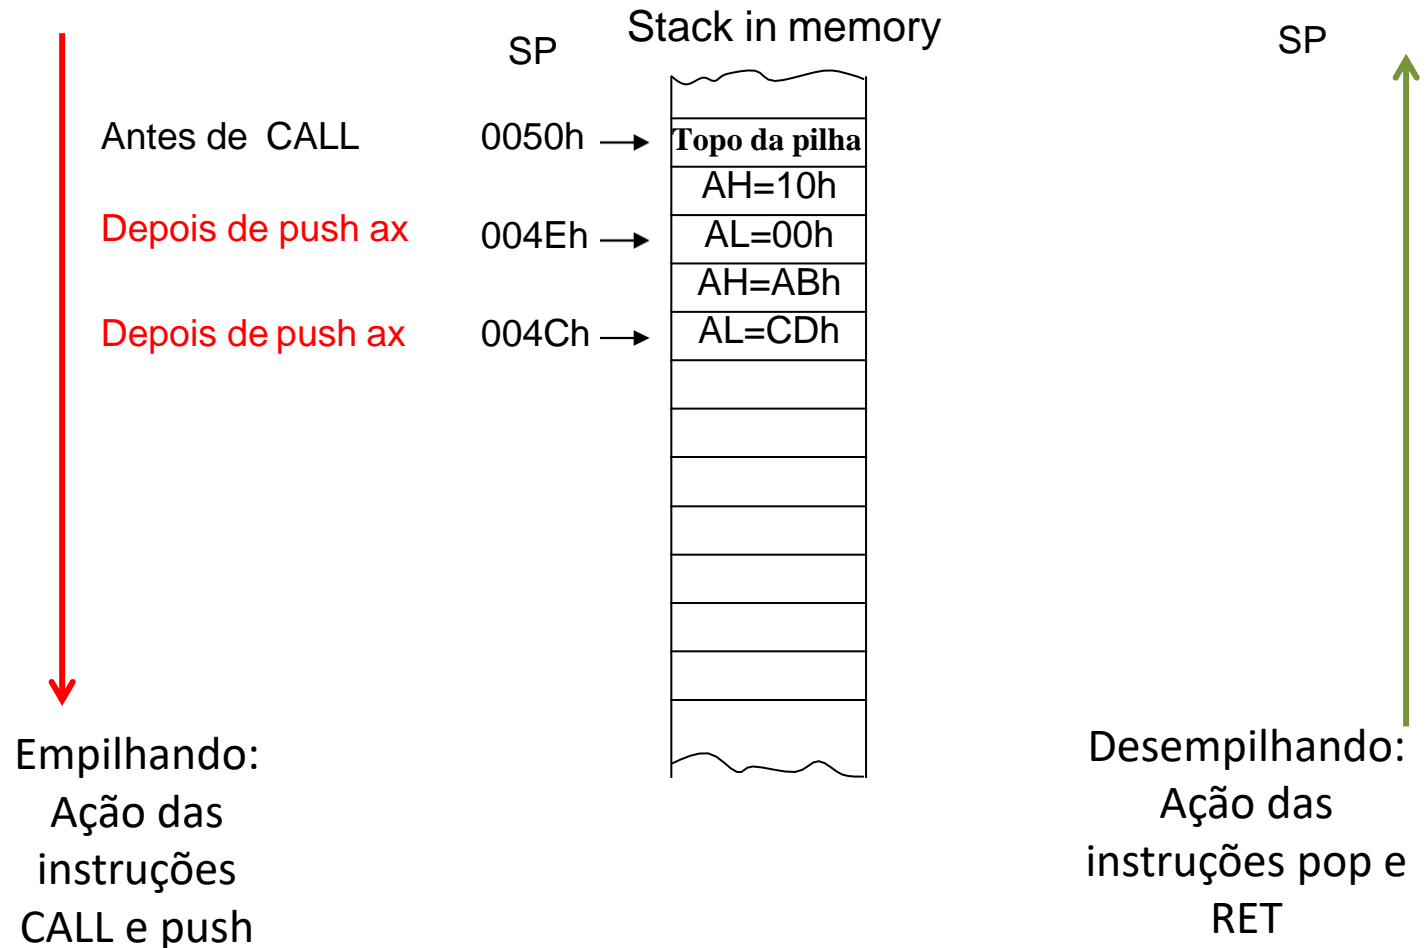 SP
Stack in memory
SP
Antes de CALL
0050h
Topo da pilha
AH=10h
Depois de push ax
004Eh
AL=00h
AH=ABh
Depois de push ax
004Ch
AL=CDh
Empilhando:
Ação das
instruções
CALL e push
Desempilhando:
Ação das
instruções pop e
RET